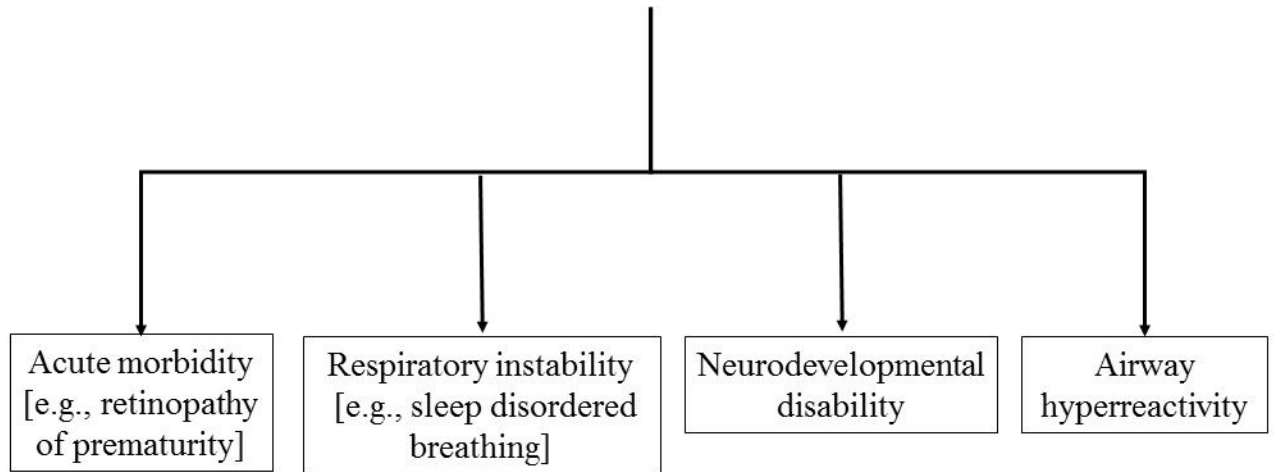 Acute morbidity
[e.g., retinopathy
of prematurity]
Respiratory instability
[e.g., sleep disordered
breathing]
Neurodevelopmental
disability
Airway
hyperreactivity